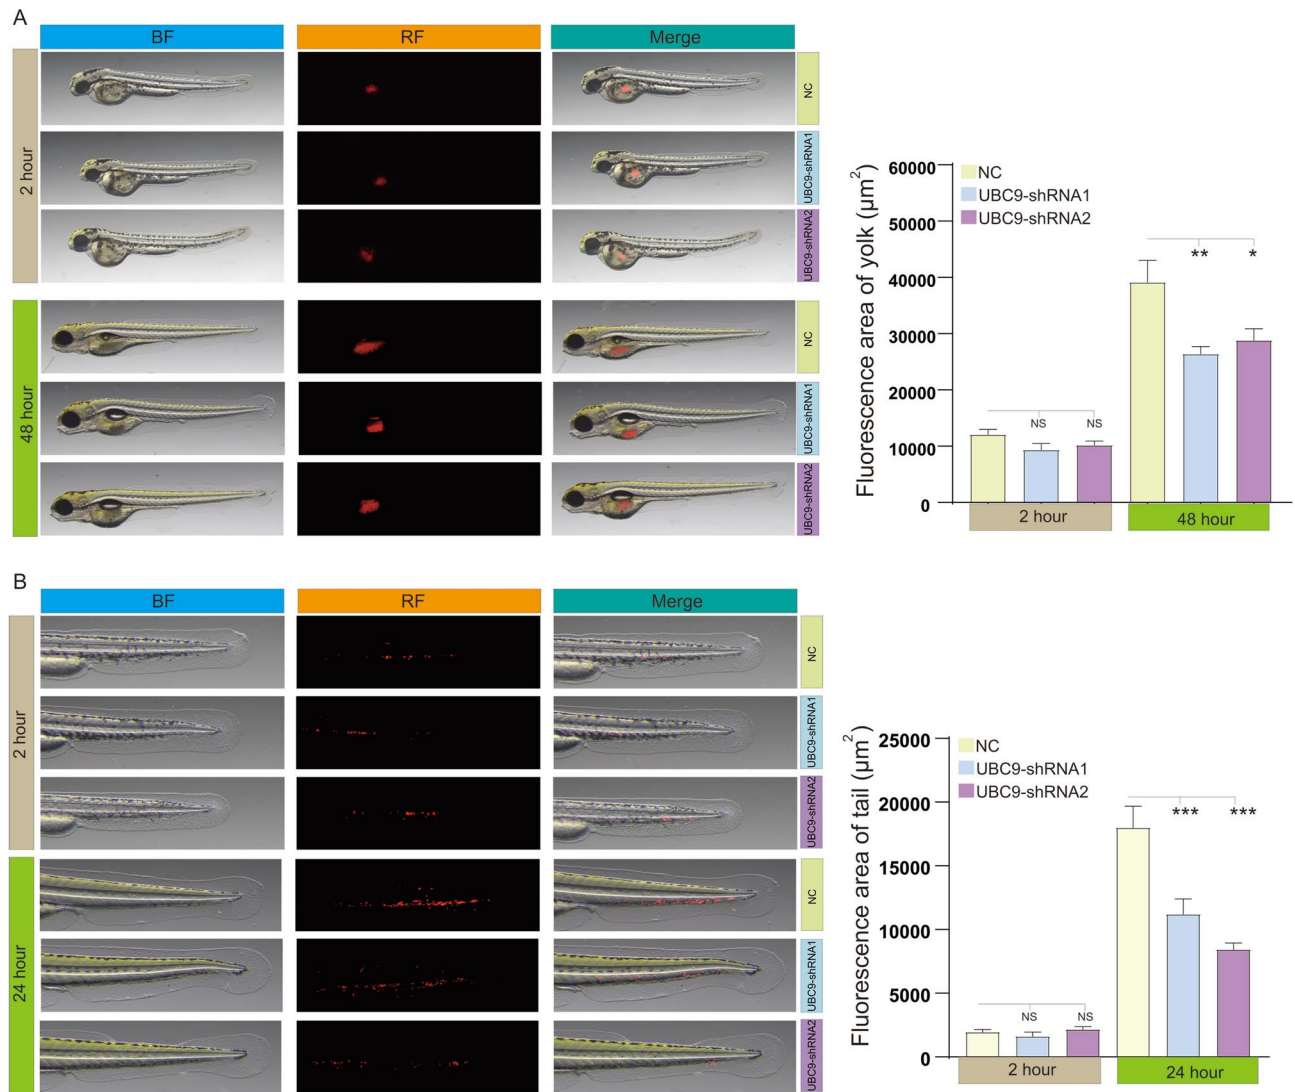 A
BF
RF
Merge
2 hour
NC
UBC9-shRNA1
UBC9-shRNA2
48 hour
NC
UBC9-shRNA1
UBC9-shRNA2
Fluorescence area of yolk (µm²)
60000
50000
40000
30000
20000
10000
0
NC
UBC9-shRNA1
UBC9-shRNA2
NS
NS
**
*
2 hour
48 hour
B
BF
RF
Merge
2 hour
NC
UBC9-shRNA1
UBC9-shRNA2
24 hour
NC
UBC9-shRNA1
UBC9-shRNA2
Fluorescence area of tail (µm²)
25000
20000
15000
10000
5000
0
NC
UBC9-shRNA1
UBC9-shRNA2
NS
NS
***
***
2 hour
24 hour